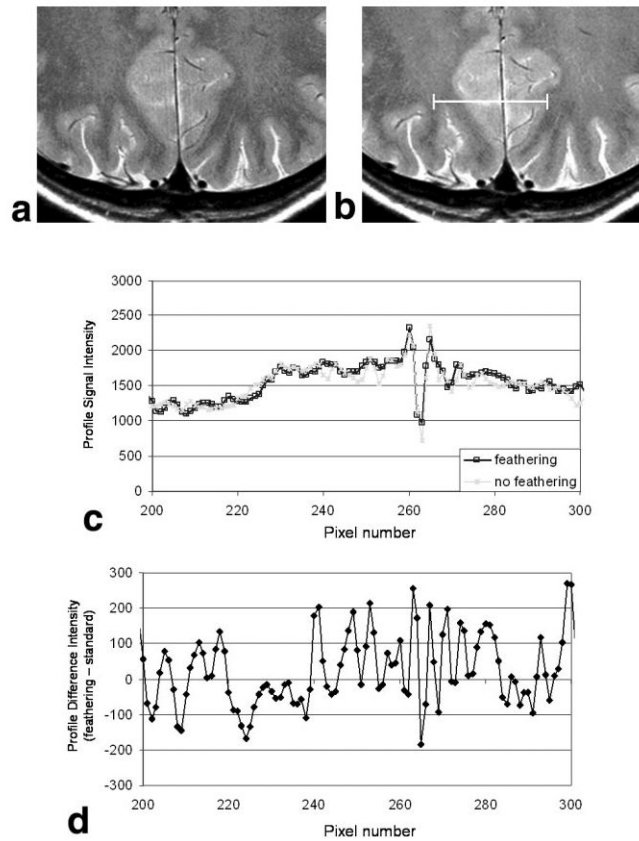 a
b
3000
2500
2000
1500
1000
500
0
Profile Signal Intensity
feathering
no feathering
200
220
240
260
280
300
Pixel number
c
300
200
100
0
-100
-200
-300
Profile Difference Intensity
(feathering – standard)
200
220
240
260
280
300
Pixel number
d